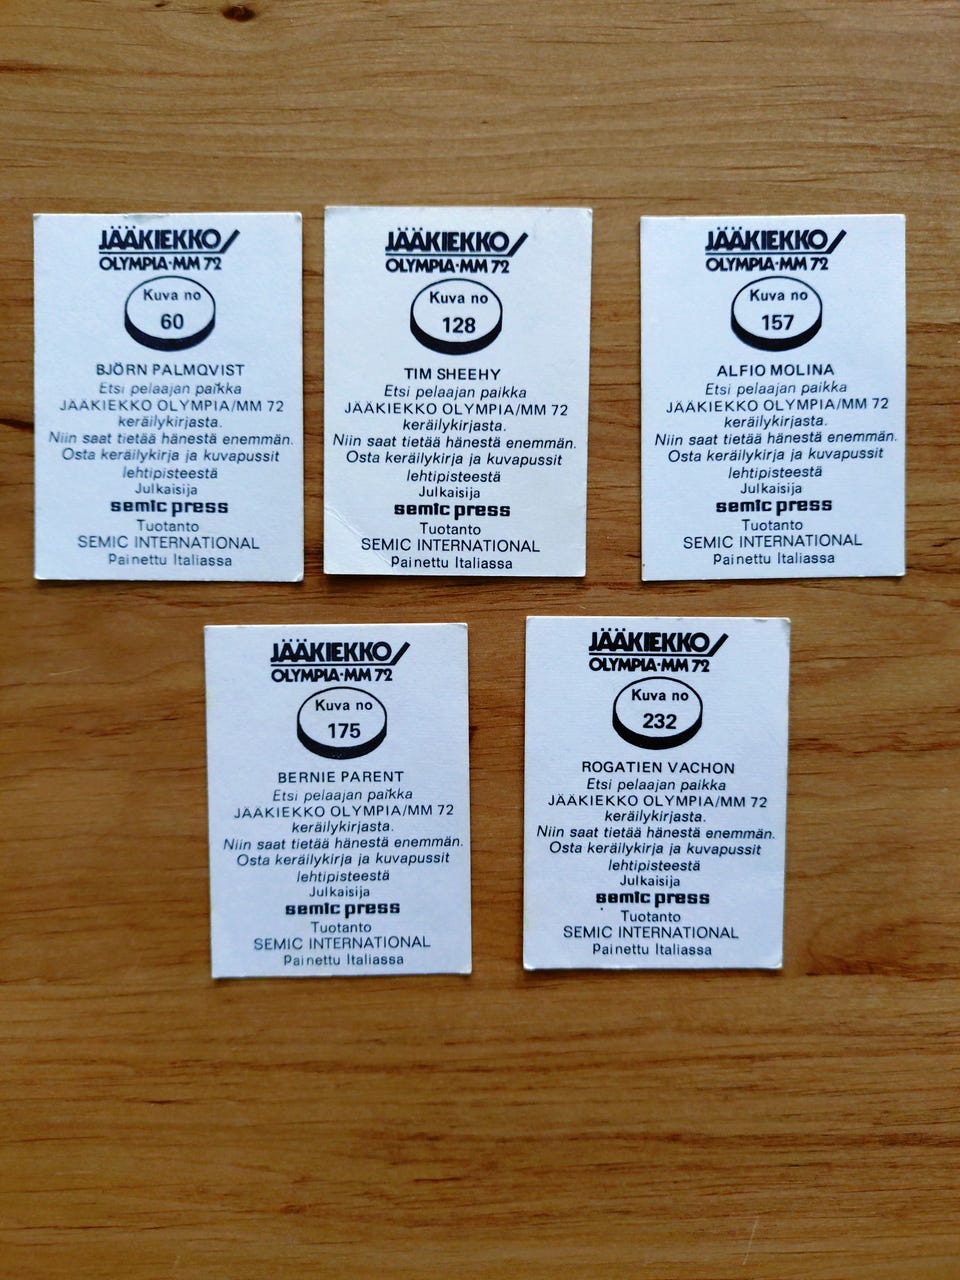 JÄÄKIEKKO
OLYMPIA-MM 72
Kuva no
60
BJÖRN PALMQVIST
Etsi pelaajan paikka
JÄÄKIEKKO OLYMPIA/MM 72
keräilykirjasta.
Niin saat tietää hänestä enemmän.
Osta keräilykirja ja kuvapussit
lehtipisteestä
Julkaisija
semic press
Tuotanto
SEMIC INTERNATIONAL
Painettu Italiassa
JÄÄKIEKKO
OLYMPIA-MM 72
Kuva no
128
TIM SHEEHY
Etsi pelaajan paikka
JÄÄKIEKKO OLYMPIA/MM 72
keräilykirjasta.
Niin saat tietää hänestä enemmän.
Osta keräilykirja ja kuvapussit
lehtipisteestä
Julkaisija
semic press
Tuotanto
SEMIC INTERNATIONAL
Painettu Italiassa
JÄÄKIEKKO
OLYMPIA-MM 72
Kuva no
157
ALFIO MOLINA
Etsi pelaajan paikka
JÄÄKIEKKO OLYMPIA/MM 72
keräilykirjasta.
Niin saat tietää hänestä enemmän.
Osta keräilykirja ja kuvapussit
lehtipisteestä
Julkaisija
semic press
Tuotanto
SEMIC INTERNATIONAL
Painettu Italiassa
JÄÄKIEKKO
OLYMPIA-MM 72
Kuva no
175
BERNIE PARENT
Etsi pelaajan paikka
JÄÄKIEKKO OLYMPIA/MM 72
keräilykirjasta.
Niin saat tietää hänestä enemmän.
Osta keräilykirja ja kuvapussit
lehtipisteestä
Julkaisija
semic press
Tuotanto
SEMIC INTERNATIONAL
Painettu Italiassa
JÄÄKIEKKO
OLYMPIA-MM 72
Kuva no
232
ROGATIEN VACHON
Etsi pelaajan paikka
JÄÄKIEKKO OLYMPIA/MM 72
keräilykirjasta.
Niin saat tietää hänestä enemmän.
Osta keräilykirja ja kuvapussit
lehtipisteestä
Julkaisija
semic press
Tuotanto
SEMIC INTERNATIONAL
Painettu Italiassa